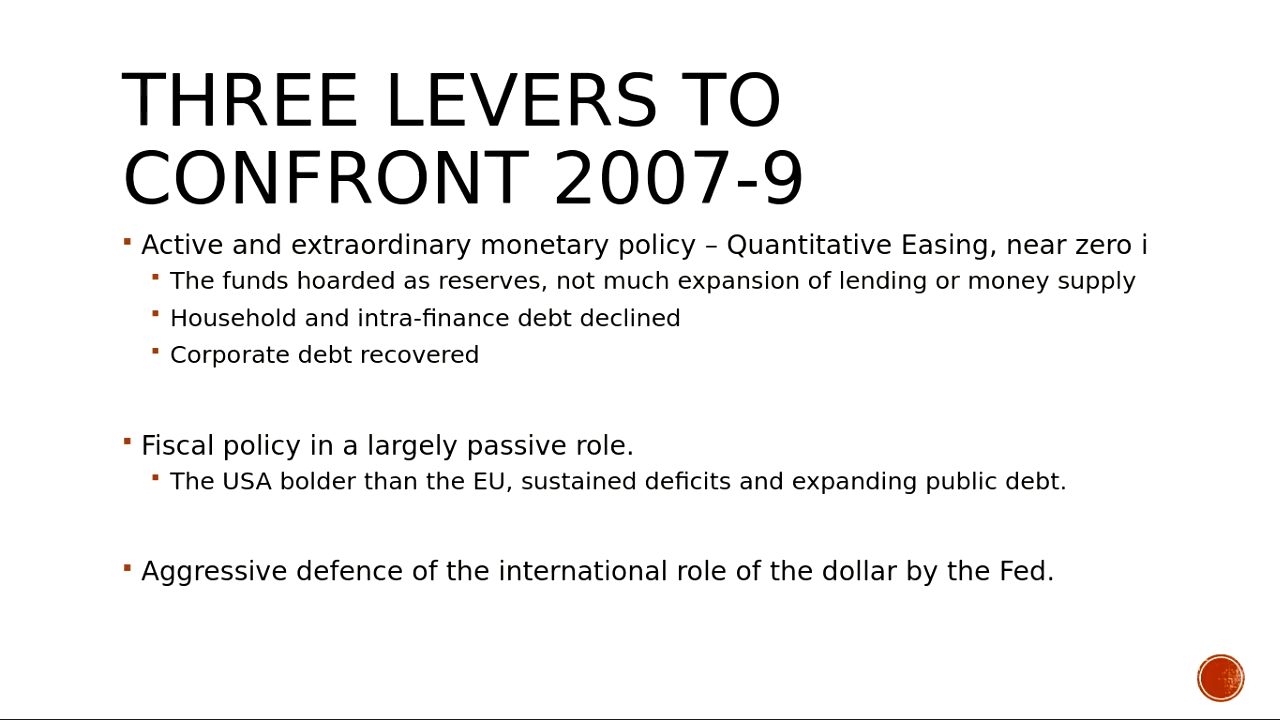 THREE LEVERS TO
CONFRONT 2007-9
Active and extraordinary monetary policy – Quantitative Easing, near zero i
The funds hoarded as reserves, not much expansion of lending or money supply
Household and intra-finance debt declined
Corporate debt recovered
Fiscal policy in a largely passive role.
The USA bolder than the EU, sustained deficits and expanding public debt.
Aggressive defence of the international role of the dollar by the Fed.